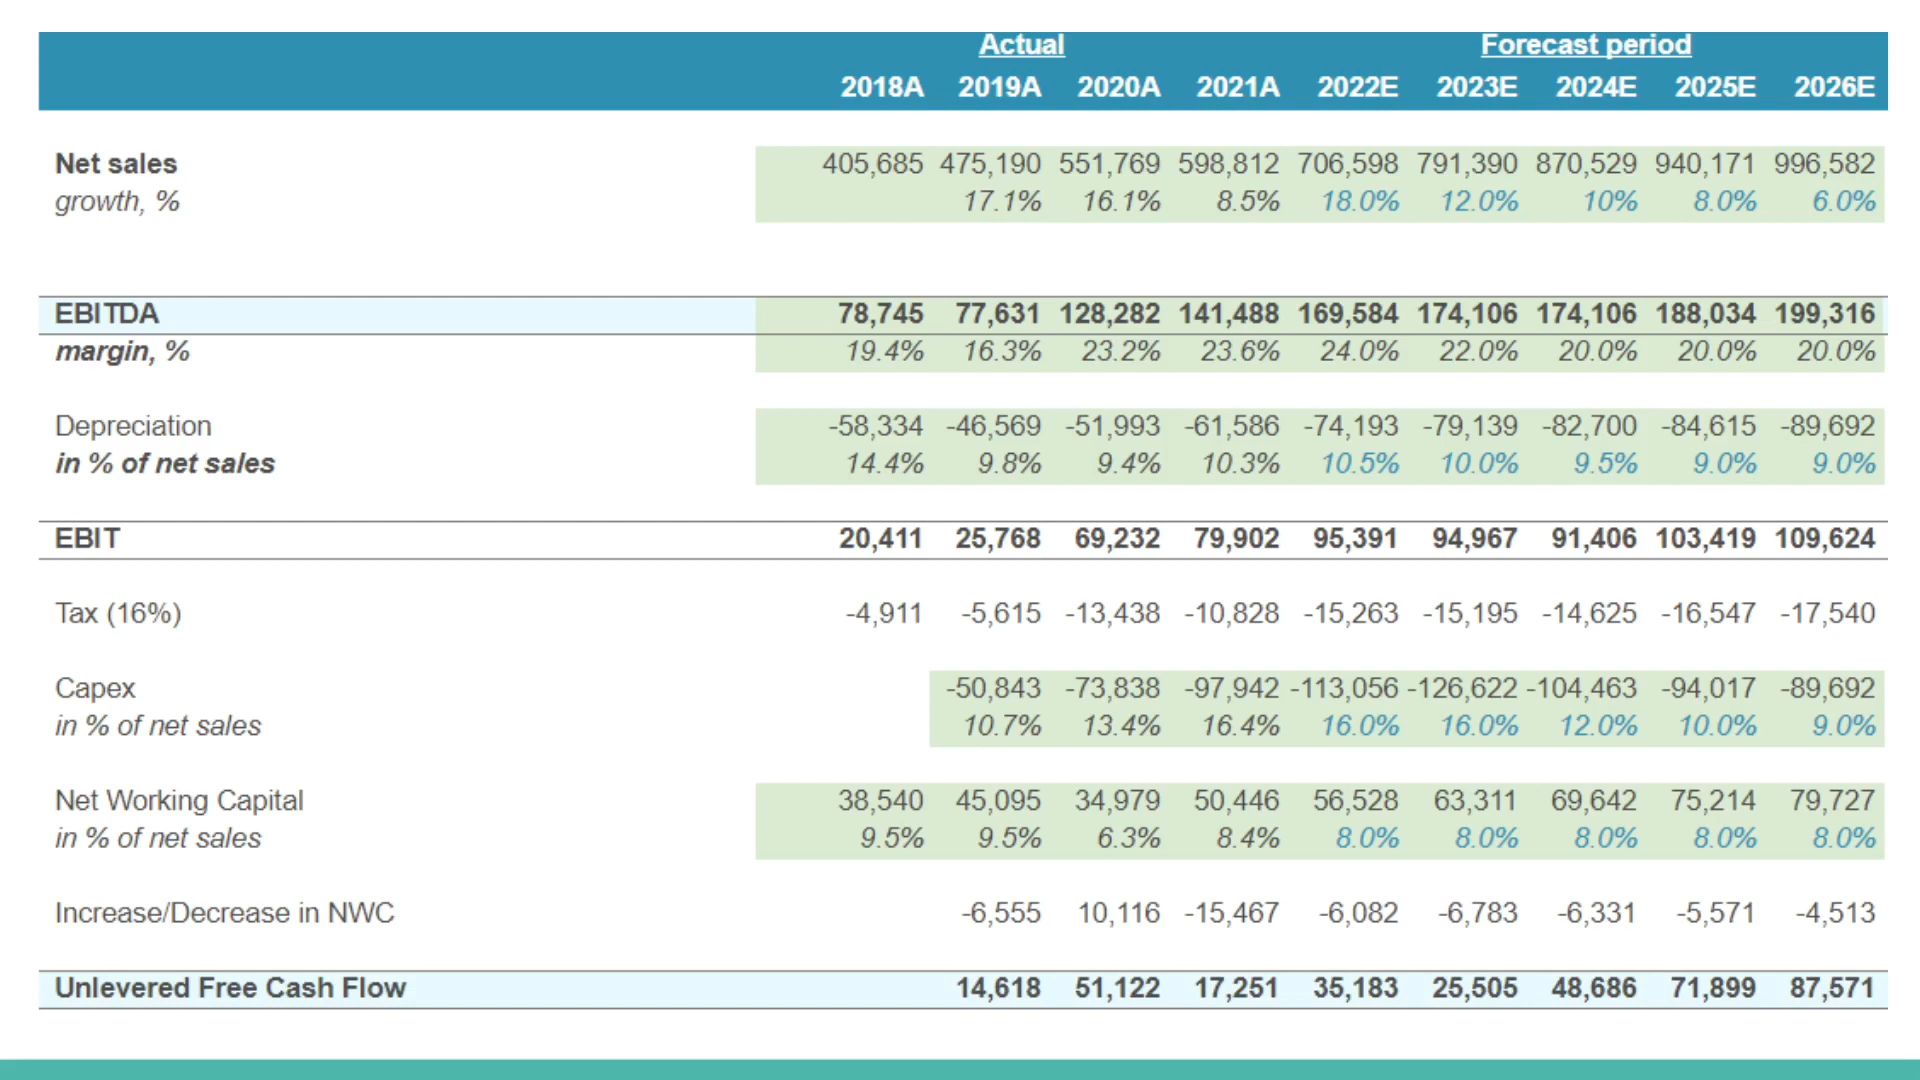 Actual Forecast period
2018A 2019A 2020A 2021A 2022E 2023E 2024E 2025E 2026E
Net sales 405,685 475,190 551,769 598,812 706,598 791,390 870,529 940,171 996,582
growth, % 17.1% 16.1% 8.5% 18.0% 12.0% 10% 8.0% 6.0%
EBITDA 78,745 77,631 128,282 141,488 169,584 174,106 174,106 188,034 199,316
margin, % 19.4% 16.3% 23.2% 23.6% 24.0% 22.0% 20.0% 20.0% 20.0%
Depreciation -58,334 -46,569 -51,993 -61,586 -74,193 -79,139 -82,700 -84,615 -89,692
in % of net sales 14.4% 9.8% 9.4% 10.3% 10.5% 10.0% 9.5% 9.0% 9.0%
EBIT 20,411 25,768 69,232 79,902 95,391 94,967 91,406 103,419 109,624
Tax (16%) -4,911 -5,615 -13,438 -10,828 -15,263 -15,195 -14,625 -16,547 -17,540
Capex -50,843 -73,838 -97,942 -113,056 -126,622 -104,463 -94,017 -89,692
in % of net sales 10.7% 13.4% 16.4% 16.0% 16.0% 12.0% 10.0% 9.0%
Net Working Capital 38,540 45,095 34,979 50,446 56,528 63,311 69,642 75,214 79,727
in % of net sales 9.5% 9.5% 6.3% 8.4% 8.0% 8.0% 8.0% 8.0% 8.0%
Increase/Decrease in NWC -6,555 10,116 -15,467 -6,082 -6,783 -6,331 -5,571 -4,513
Unlevered Free Cash Flow 14,618 51,122 17,251 35,183 25,505 48,686 71,899 87,571